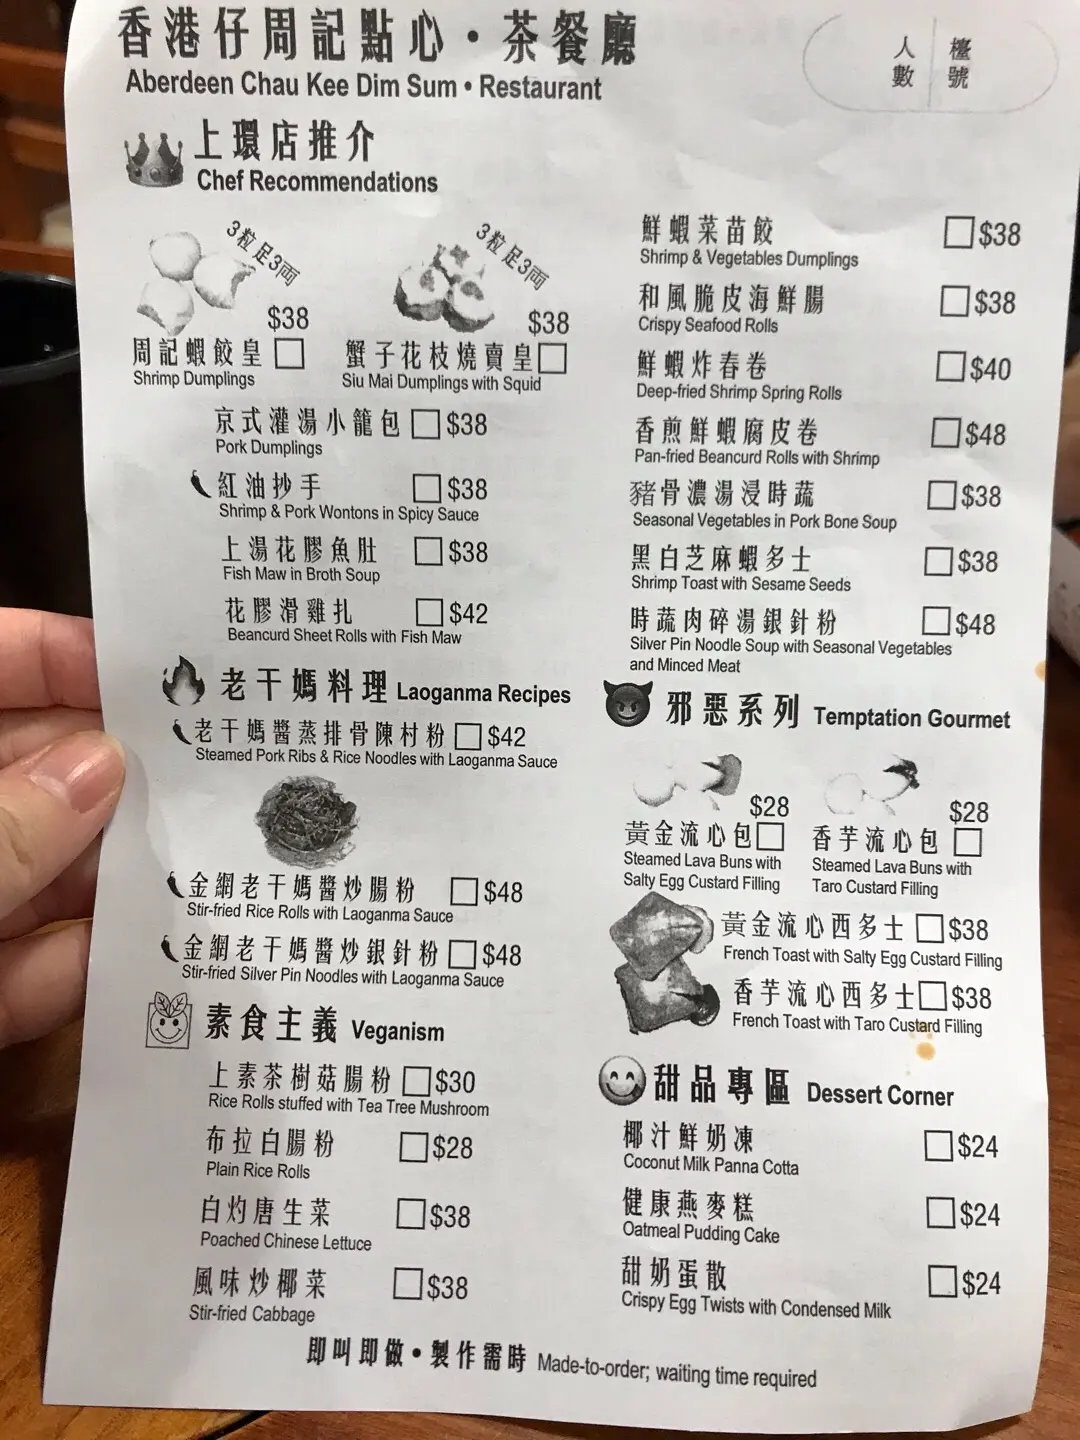 香港仔周記點心·茶餐廳
Aberdeen Chau Kee Dim Sum • Restaurant
人數
檯號
上環店推介
Chef Recommendations
3粒足3両
$38
周記蝦餃皇
Shrimp Dumplings
3粒足3両
$38
蟹子花枝燒賣皇
Siu Mai Dumplings with Squid
京式灌湯小籠包 $38
Pork Dumplings
紅油抄手 $38
Shrimp & Pork Wontons in Spicy Sauce
上湯花膠魚肚 $38
Fish Maw in Broth Soup
花膠滑雞扎 $42
Beancurd Sheet Rolls with Fish Maw
老干媽料理 Laoganma Recipes
老干媽醬蒸排骨陳村粉 $42
Steamed Pork Ribs & Rice Noodles with Laoganma Sauce
金網老干媽醬炒腸粉 $48
Stir-fried Rice Rolls with Laoganma Sauce
金網老干媽醬炒銀針粉 $48
Stir-fried Silver Pin Noodles with Laoganma Sauce
素食主義 Veganism
上素茶樹菇腸粉 $30
Rice Rolls stuffed with Tea Tree Mushroom
布拉白腸粉 $28
Plain Rice Rolls
白灼唐生菜 $38
Poached Chinese Lettuce
風味炒椰菜 $38
Stir-fried Cabbage
鮮蝦菜苗餃 $38
Shrimp & Vegetables Dumplings
和風脆皮海鮮腸 $38
Crispy Seafood Rolls
鮮蝦炸春卷 $40
Deep-fried Shrimp Spring Rolls
香煎鮮蝦腐皮卷 $48
Pan-fried Beancurd Rolls with Shrimp
豬骨濃湯浸時蔬 $38
Seasonal Vegetables in Pork Bone Soup
黑白芝麻蝦多士 $38
Shrimp Toast with Sesame Seeds
時蔬肉碎湯銀針粉 $48
Silver Pin Noodle Soup with Seasonal Vegetables
and Minced Meat
邪惡系列 Temptation Gourmet
$28
黃金流心包
Steamed Lava Buns with
Salty Egg Custard Filling
$28
香芋流心包
Steamed Lava Buns with
Taro Custard Filling
黃金流心西多士 $38
French Toast with Salty Egg Custard Filling
香芋流心西多士 $38
French Toast with Taro Custard Filling
甜品專區 Dessert Corner
椰汁鮮奶凍 $24
Coconut Milk Panna Cotta
健康燕麥糕 $24
Oatmeal Pudding Cake
甜奶蛋散 $24
Crispy Egg Twists with Condensed Milk
即叫即做·製作需時 Made-to-order; waiting time required